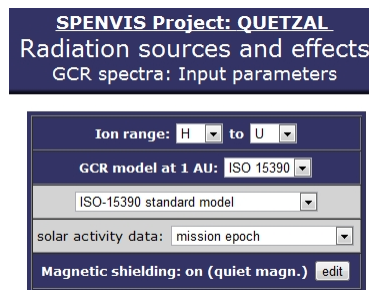 SPENVIS Project: QUETZAL
Radiation sources and effects
GCR spectra: Input parameters
Ion range: H to U
GCR model at 1 AU: ISO 15390
ISO-15390 standard model
solar activity data: mission epoch
Magnetic shielding: on (quiet magn.) edit